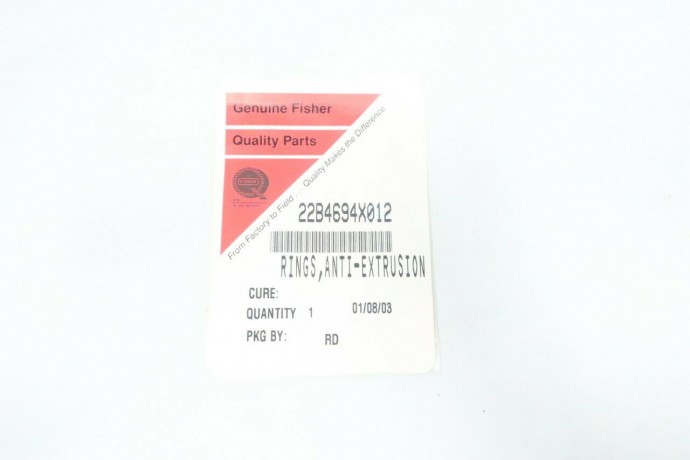 Genuine Fisher
Quality Parts
From Factory to Field... Quality Makes the Difference
22B4694X012
RINGS,ANTI-EXTRUSION
CURE:
QUANTITY 1 01/08/03
PKG BY: RD